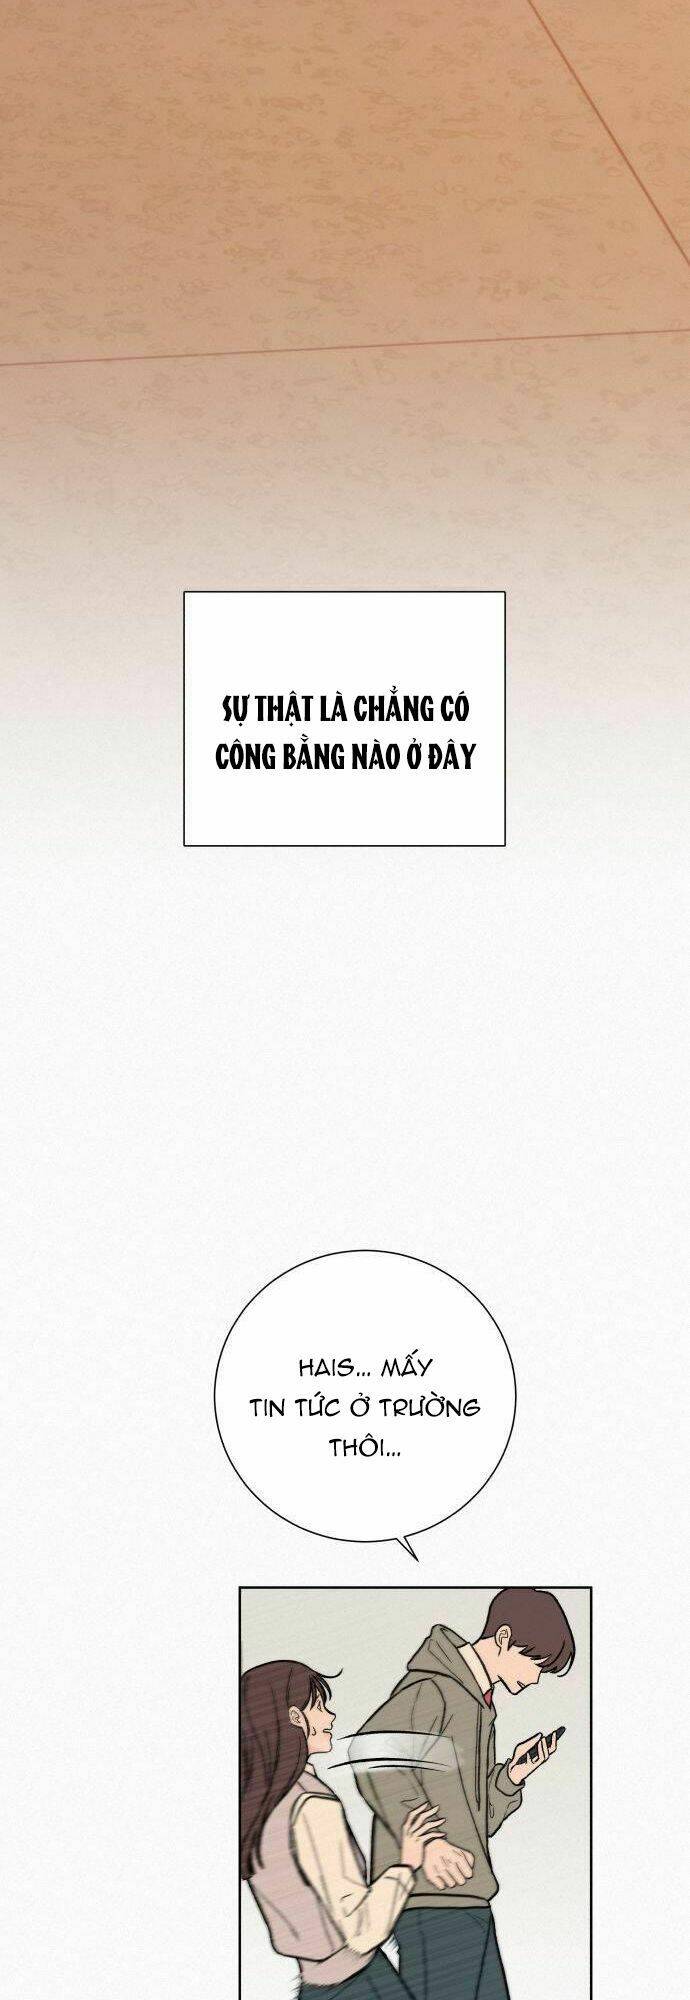 SỰ THẬT LÀ CHẲNG CÓ
CÔNG BẰNG NÀO Ở ĐÂY
HAIS... MẤY
TIN TỨC Ở TRƯỜNG
THÔI...